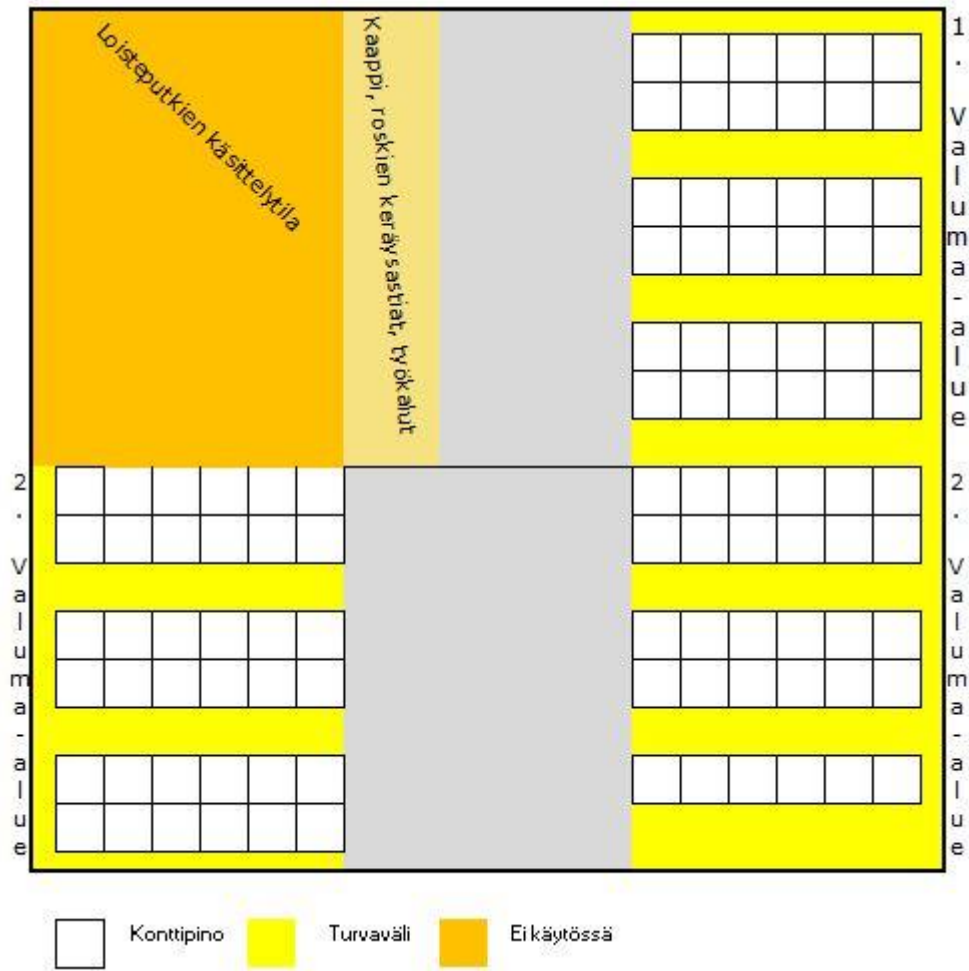 Loisteputkien käsittelytila
Kaappi, roskien keräysastiat, työkalut
1. Valuma-alue
2. Valuma-alue
2. Valuma-alue
Konttipino
Turvaväli
Ei käytössä